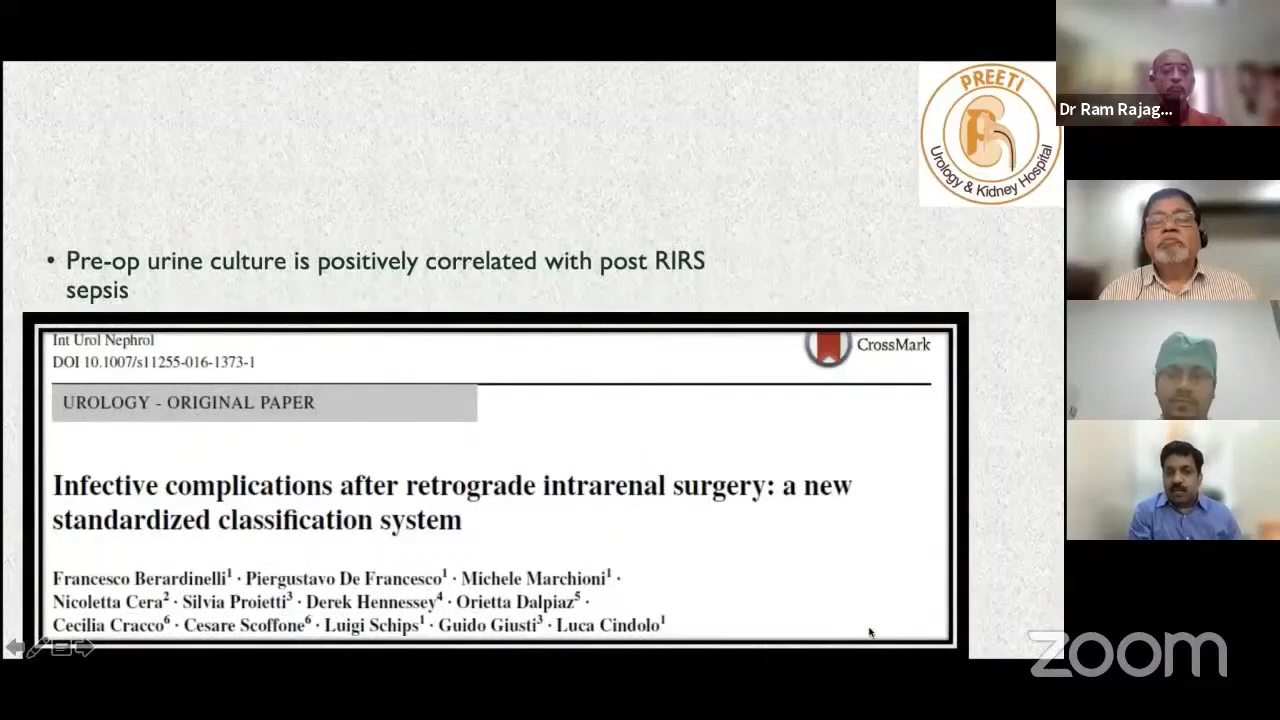 PREETI
Urology & Kidney Hospital
Dr Ram Rajag...
• Pre-op urine culture is positively correlated with post RIRS
sepsis
Int Urol Nephrol
DOI 10.1007/s11255-016-1373-1
CrossMark
UROLOGY - ORIGINAL PAPER
Infective complications after retrograde intrarenal surgery: a new
standardized classification system
Francesco Berardinelli1 · Piergustavo De Francesco1 · Michele Marchioni1 ·
Nicoletta Cera2 · Silvia Proietti3 · Derek Hennessey4 · Orietta Dalpiaz5 ·
Cecilia Cracco6 · Cesare Scoffone6 · Luigi Schips1 · Guido Giusti3 · Luca Cindolo1
zoom